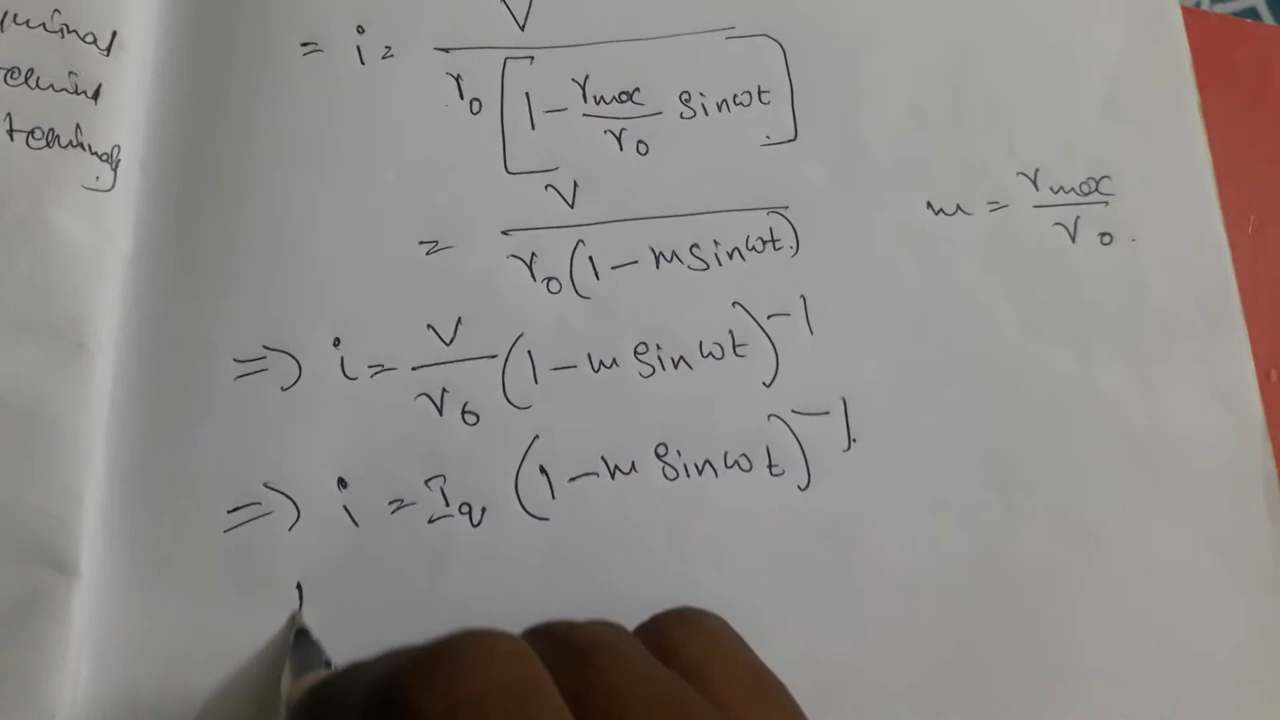 = i = V / r₀ [1 - rmax/r₀ sinωt]
= V / r₀(1 - m sinωt)
m = rmax / r₀.
=> i = V/r₀ (1 - m sinωt)⁻¹
=> i = Iq (1 - m sinωt)⁻¹.